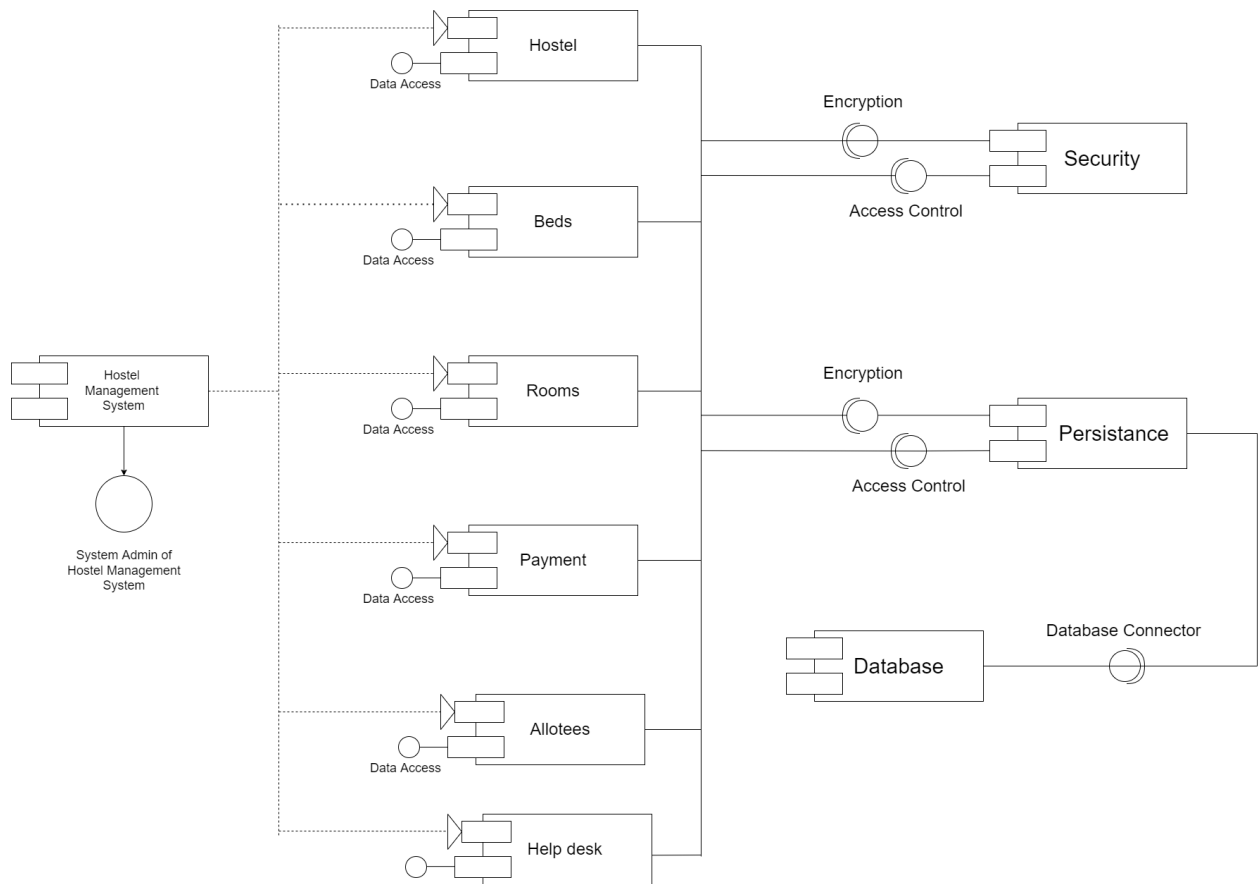 Hostel
Data Access
Encryption
Security
Access Control
Beds
Data Access
Hostel
Management
System
Rooms
Data Access
Encryption
Persistance
Access Control
System Admin of
Hostel Management
System
Payment
Data Access
Database Connector
Database
Allotees
Data Access
Help desk